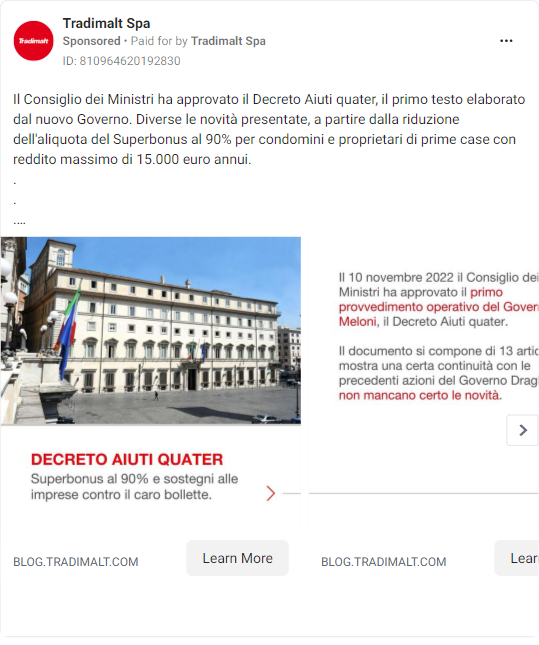 Tradimalt Spa
Sponsored • Paid for by Tradimalt Spa
ID: 810964620192830
Tradimalt
Il Consiglio dei Ministri ha approvato il Decreto Aiuti quater, il primo testo elaborato
dal nuovo Governo. Diverse le novità presentate, a partire dalla riduzione
dell'aliquota del Superbonus al 90% per condomini e proprietari di prime case con
reddito massimo di 15.000 euro annui.
.
.
....
DECRETO AIUTI QUATER
Superbonus al 90% e sostegni alle
imprese contro il caro bollette.
BLOG.TRADIMALT.COM
Learn More
Il 10 novembre 2022 il Consiglio dei
Ministri ha approvato il primo
provvedimento operativo del Gover
Meloni, il Decreto Aiuti quater.
Il documento si compone di 13 artic
mostra una certa continuità con le
precedenti azioni del Governo Drag
non mancano certo le novità.
BLOG.TRADIMALT.COM
Lear